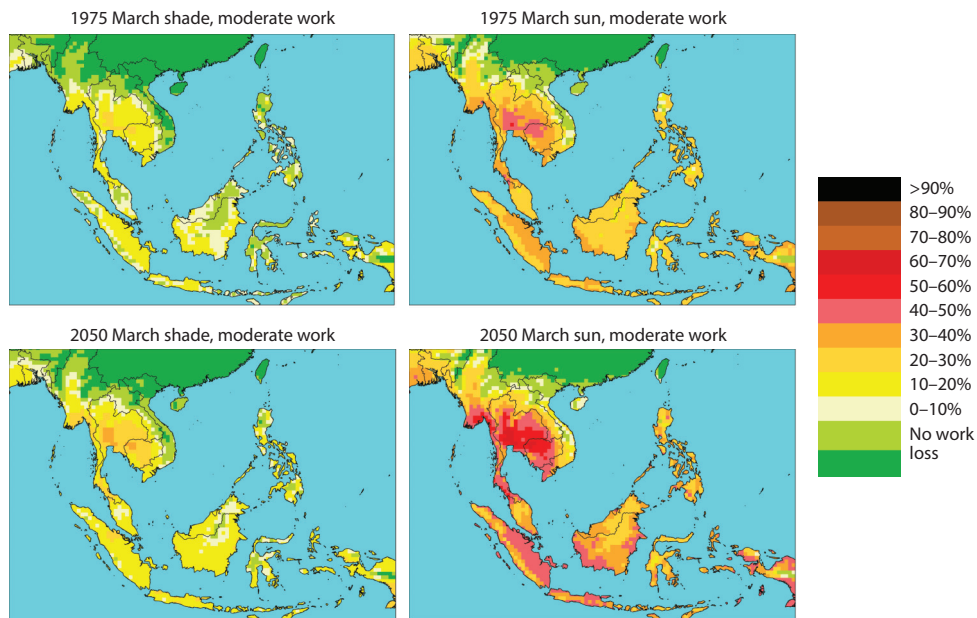 1975 March shade, moderate work
1975 March sun, moderate work
2050 March shade, moderate work
2050 March sun, moderate work
>90%
80–90%
70–80%
60–70%
50–60%
40–50%
30–40%
20–30%
10–20%
0–10%
No work
loss